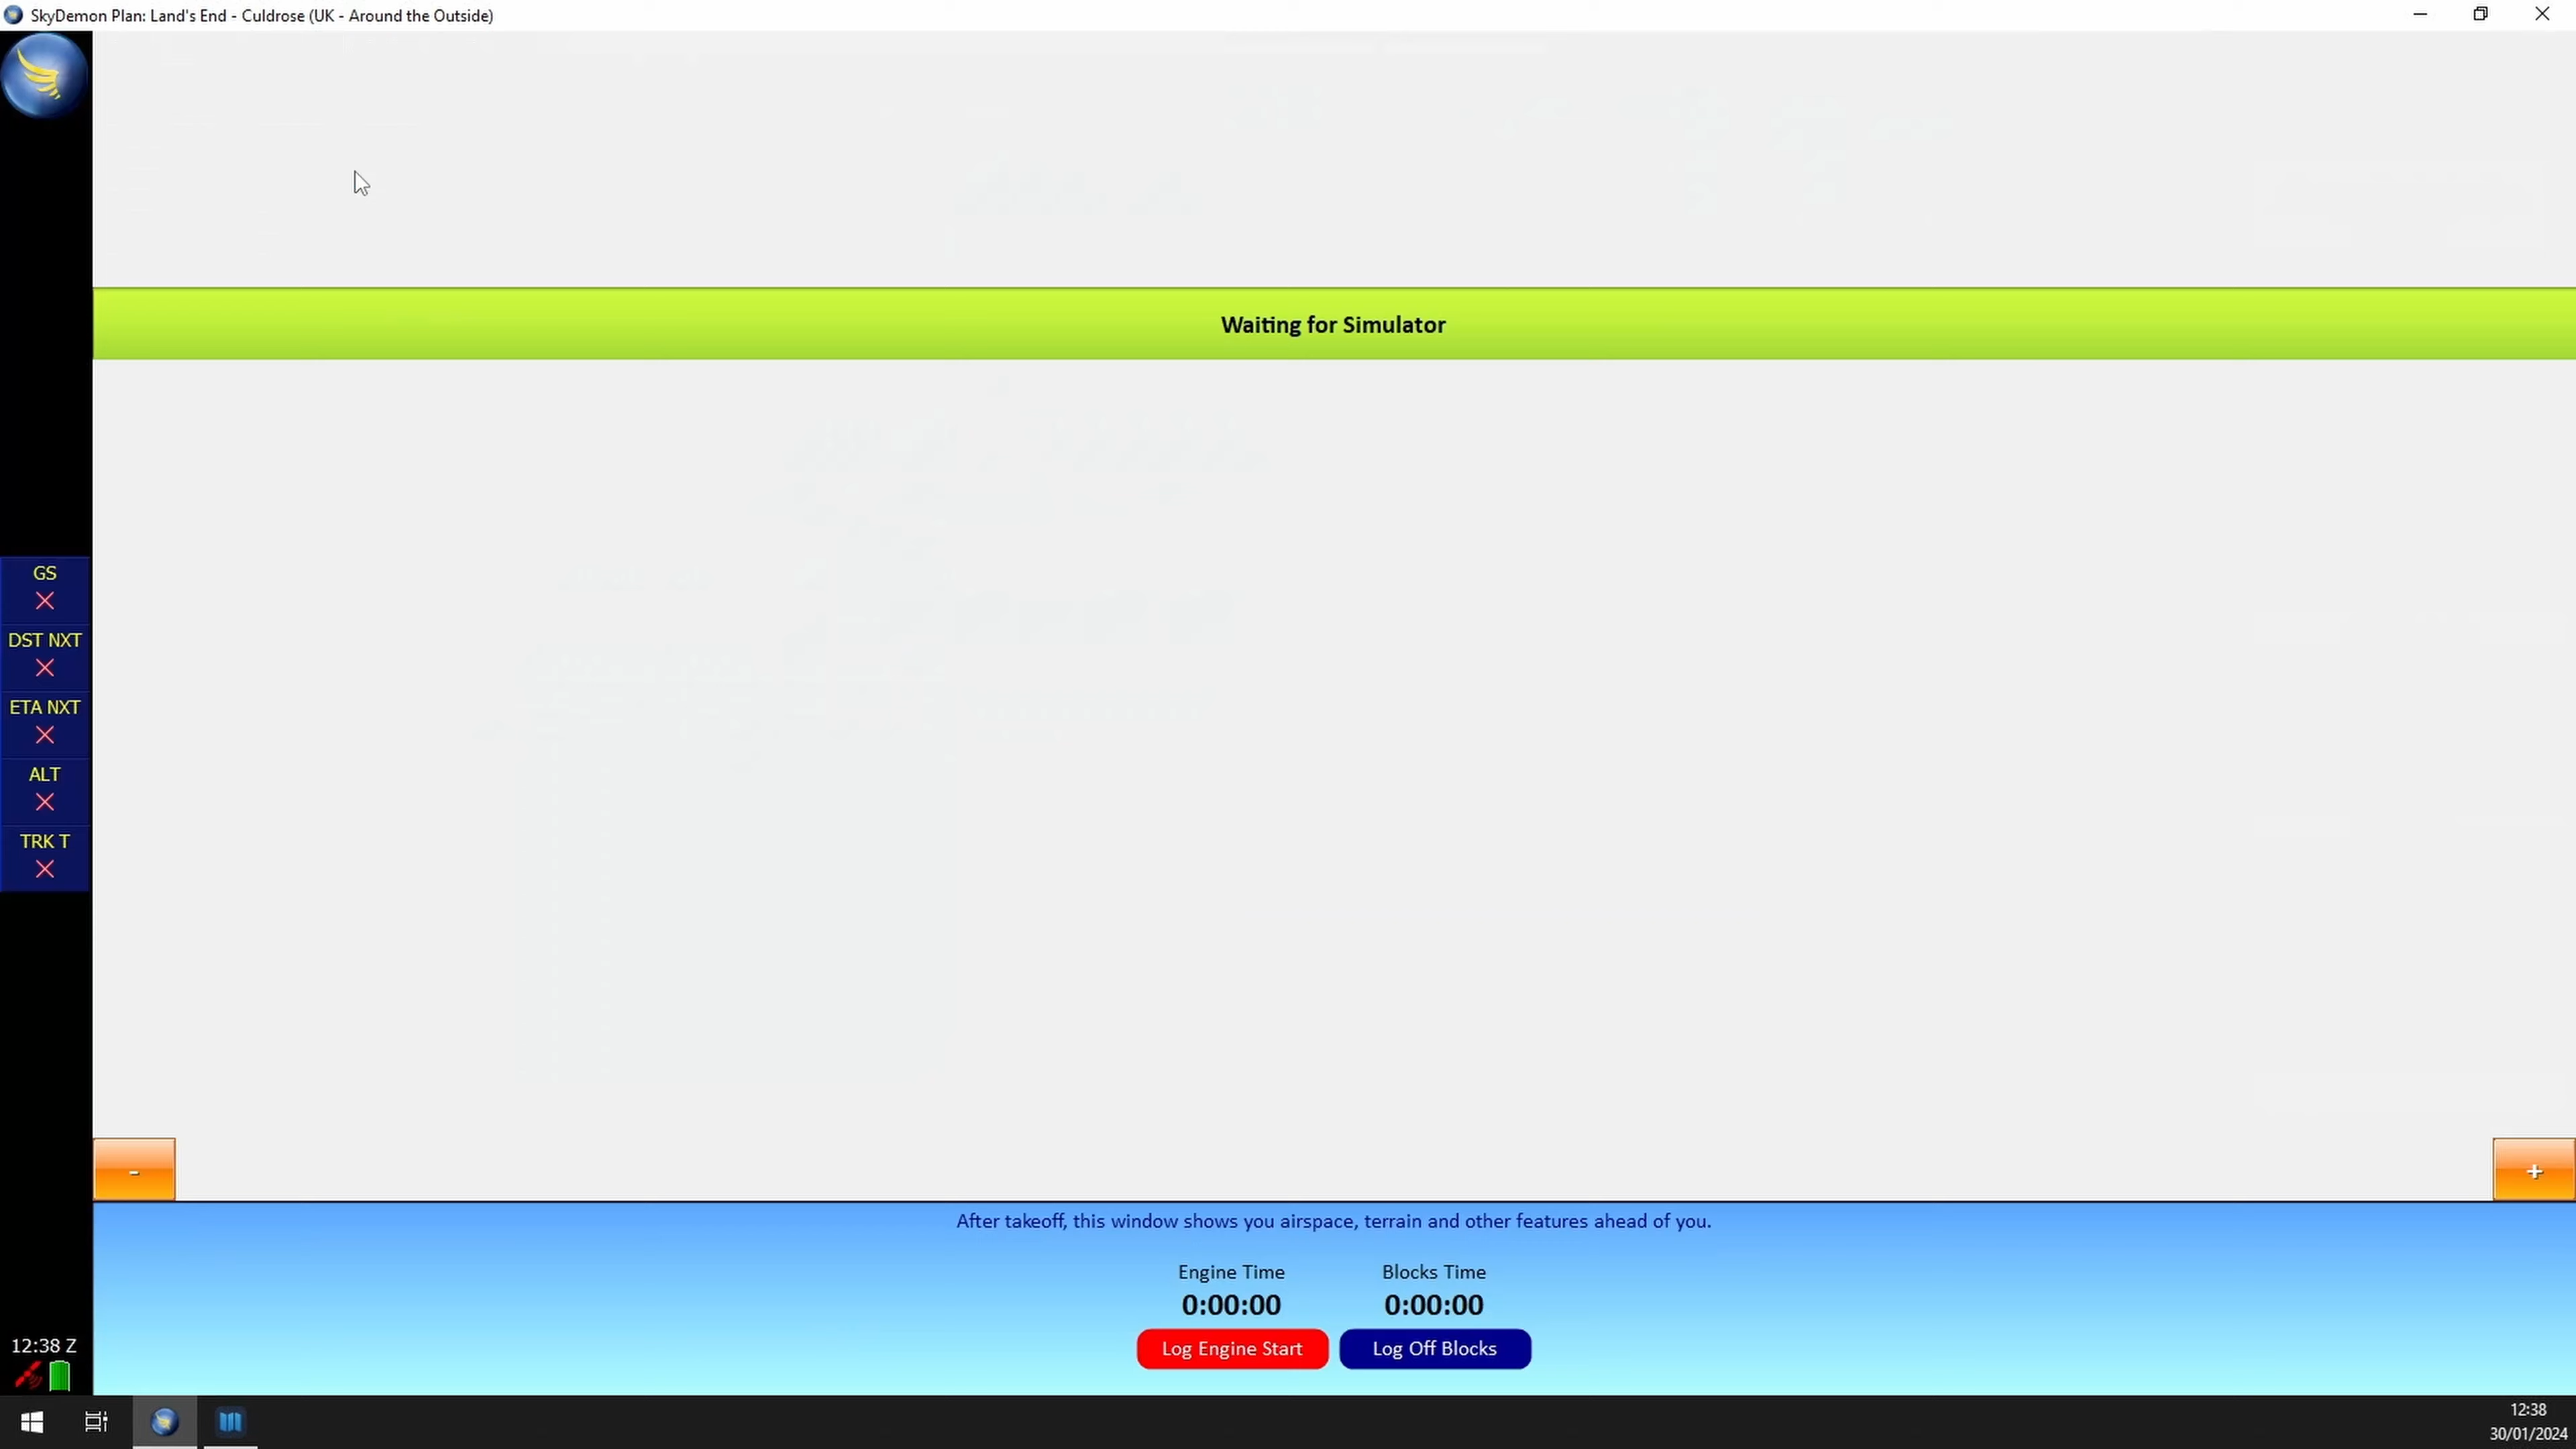 SkyDemon Plan: Land's End - Culdrose (UK - Around the Outside)
Waiting for Simulator
GS
DST NXT
ETA NXT
ALT
TRK T
-
+
After takeoff, this window shows you airspace, terrain and other features ahead of you.
Engine Time Blocks Time
0:00:00 0:00:00
Log Engine Start Log Off Blocks
12:38 Z
12:38
30/01/2024